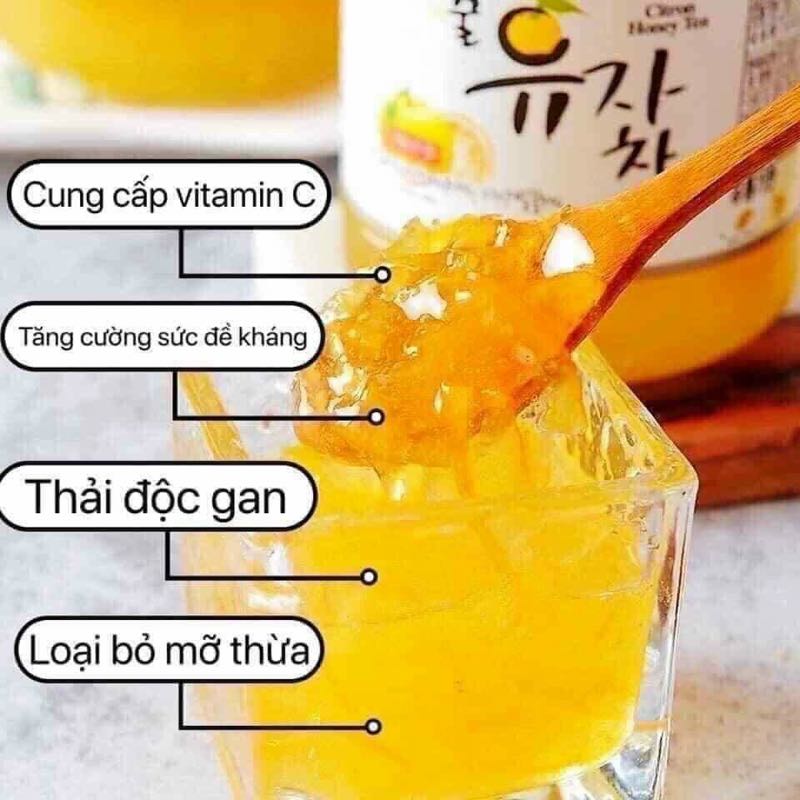 꿀
Citron
Honey Tea
유자
차
Cung cấp vitamin C
Tăng cường sức đề kháng
Thải độc gan
Loại bỏ mỡ thừa